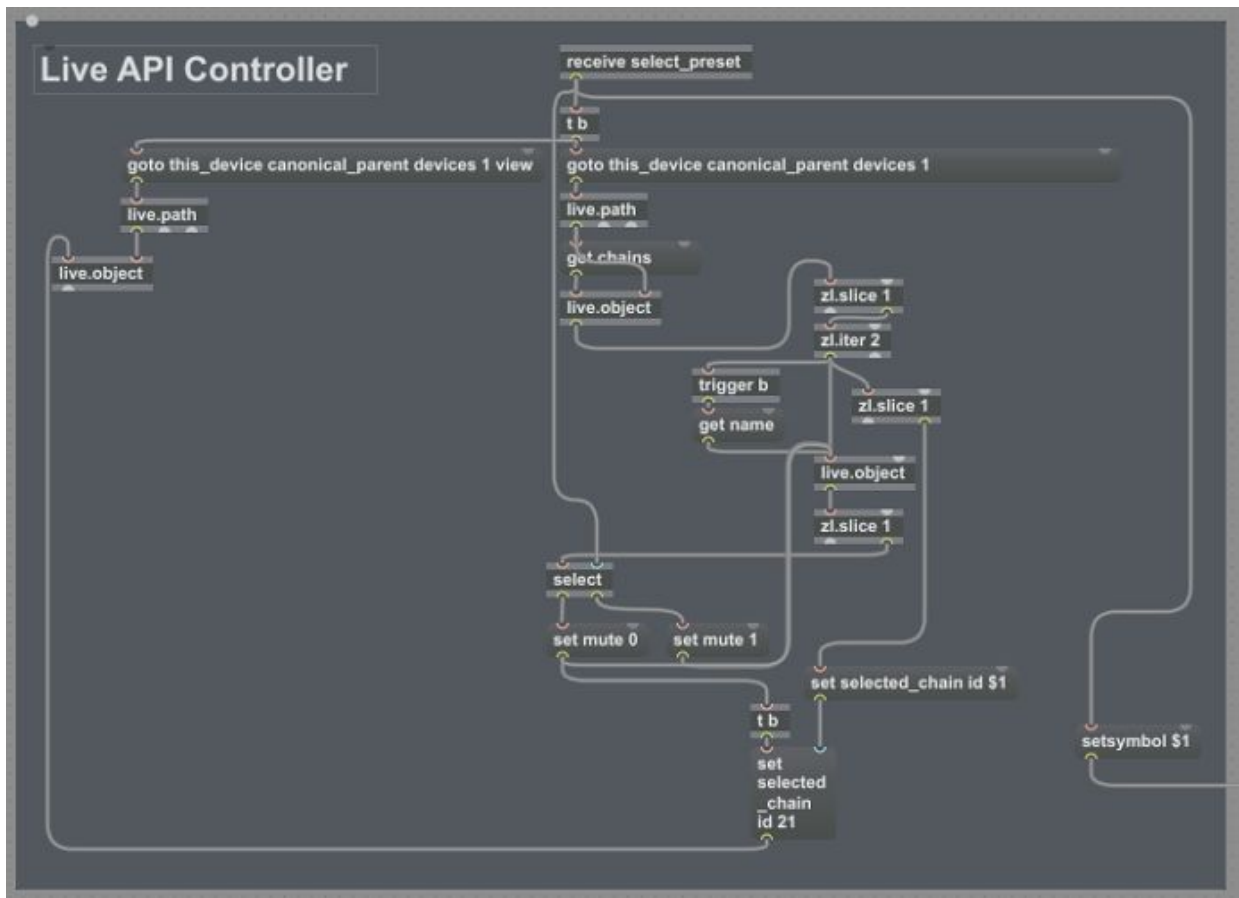 Live API Controller
receive select_preset
t b
goto this_device canonical_parent devices 1 view
goto this_device canonical_parent devices 1
live.path
live.path
get chains
live.object
live.object
zl.slice 1
zl.iter 2
trigger b
zl.slice 1
get name
live.object
zl.slice 1
select
set mute 0
set mute 1
set selected_chain id $1
t b
setsymbol $1
set
selected
_chain
id 21